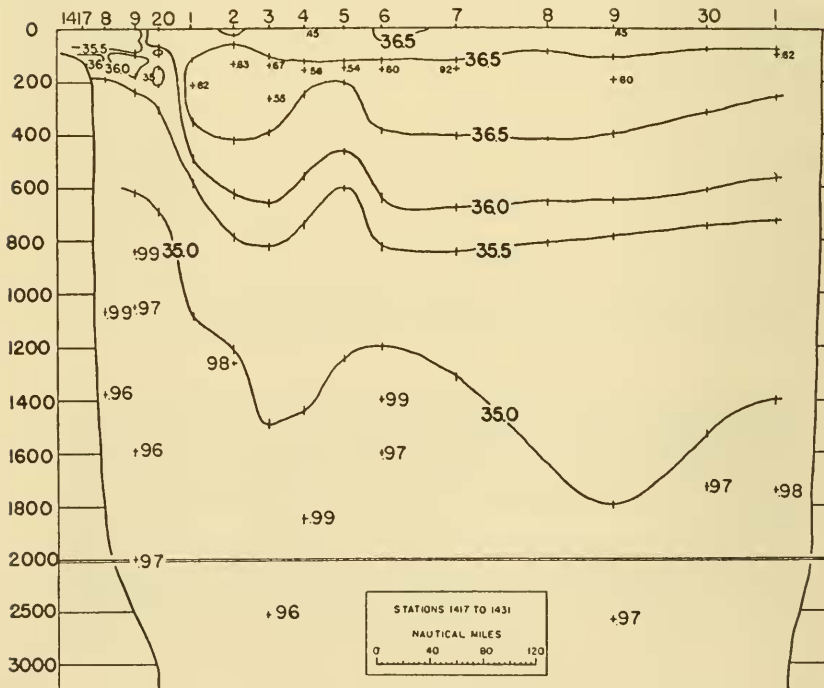 1417 8 9 20 1 2 3 4 5 6 7 8 9 30 1
0 .45 36.5 .45
-35.5 +.63 +.67 +.56 +.54 +.60 .92+ 36.5 .62
36 36.0 35
200 +.62 +.55 +.60
400 36.5
600 36.0
800 .99 35.0 35.5
1000 +.99 +.97
1200 .98+
1400 +.96 +.99 35.0
1600 +.96 +.97
+.97 +.98
1800 +.99
2000 +.97
2500 +.96 +.97
3000
STATIONS 1417 TO 1431
NAUTICAL MILES
0 40 80 120